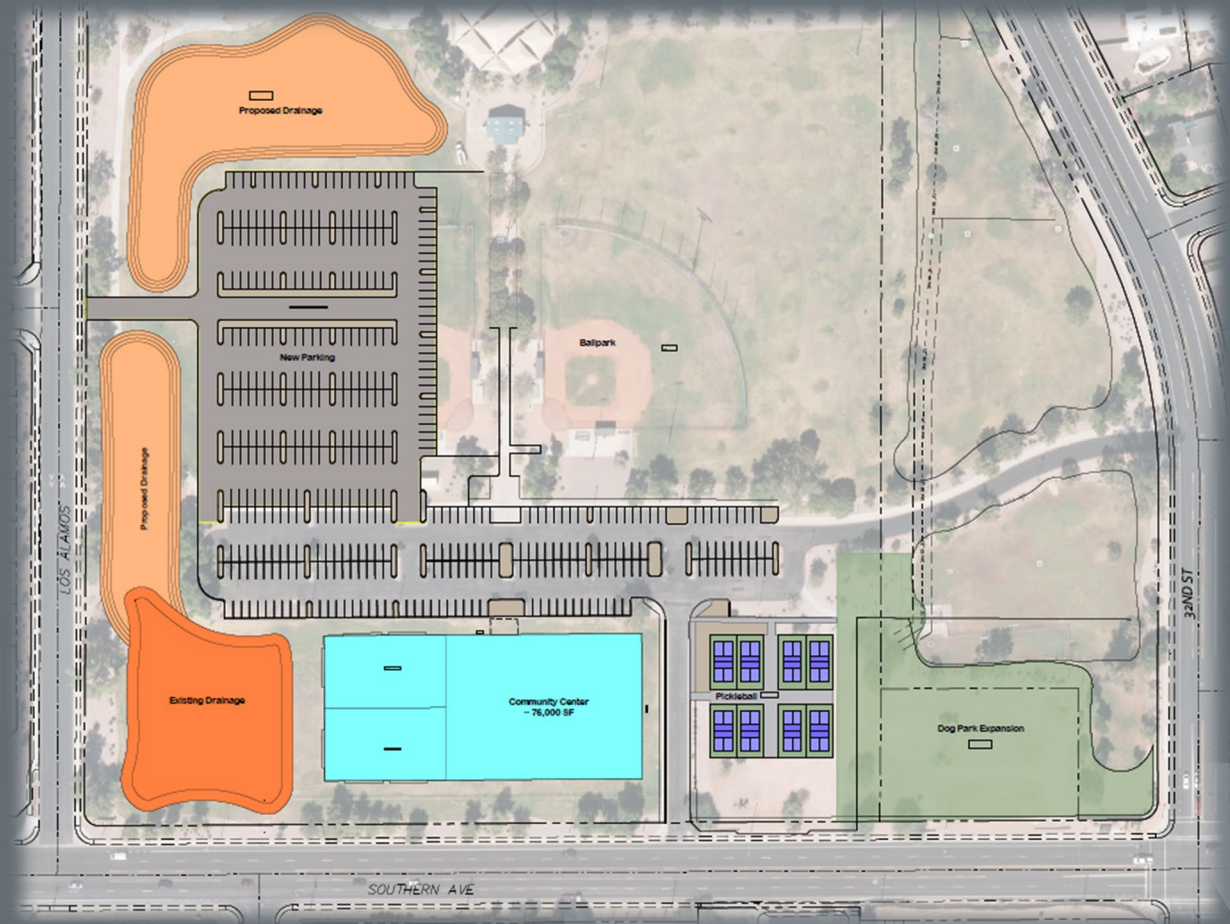 Proposed Drainage
New Parking
Ballpark
Proposed Drainage
LOS ALAMOS
32ND ST
Existing Drainage
Community Center
~ 76,000 SF
Pickleball
Dog Park Expansion
SOUTHERN AVE